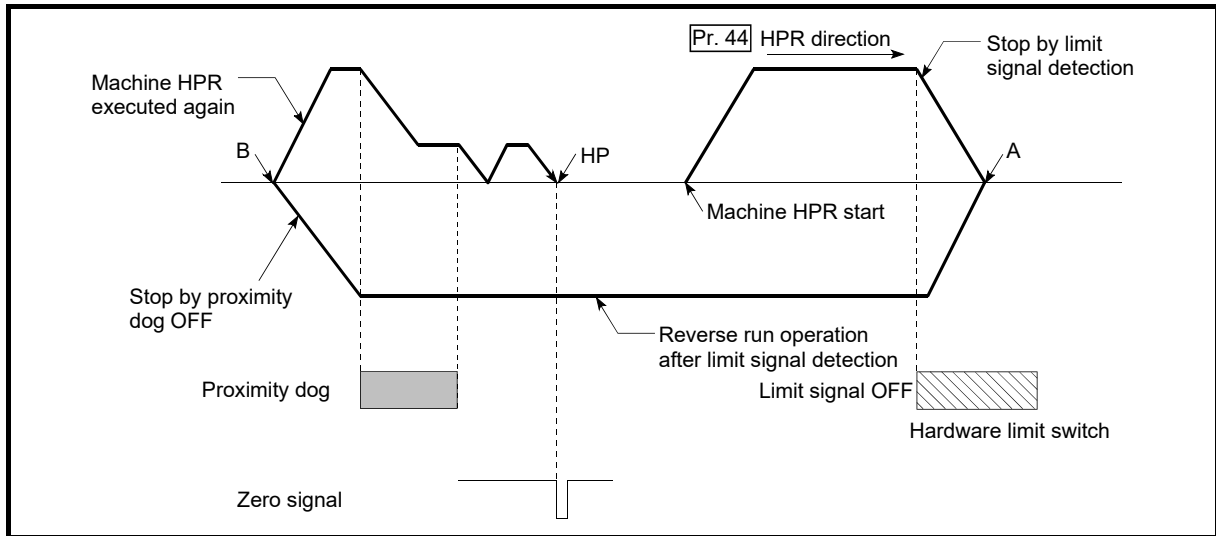 Pr. 44 HPR direction
Stop by limit
signal detection
Machine HPR
executed again
B
HP
A
Machine HPR start
Stop by proximity
dog OFF
Reverse run operation
after limit signal detection
Proximity dog
Limit signal OFF
Hardware limit switch
Zero signal